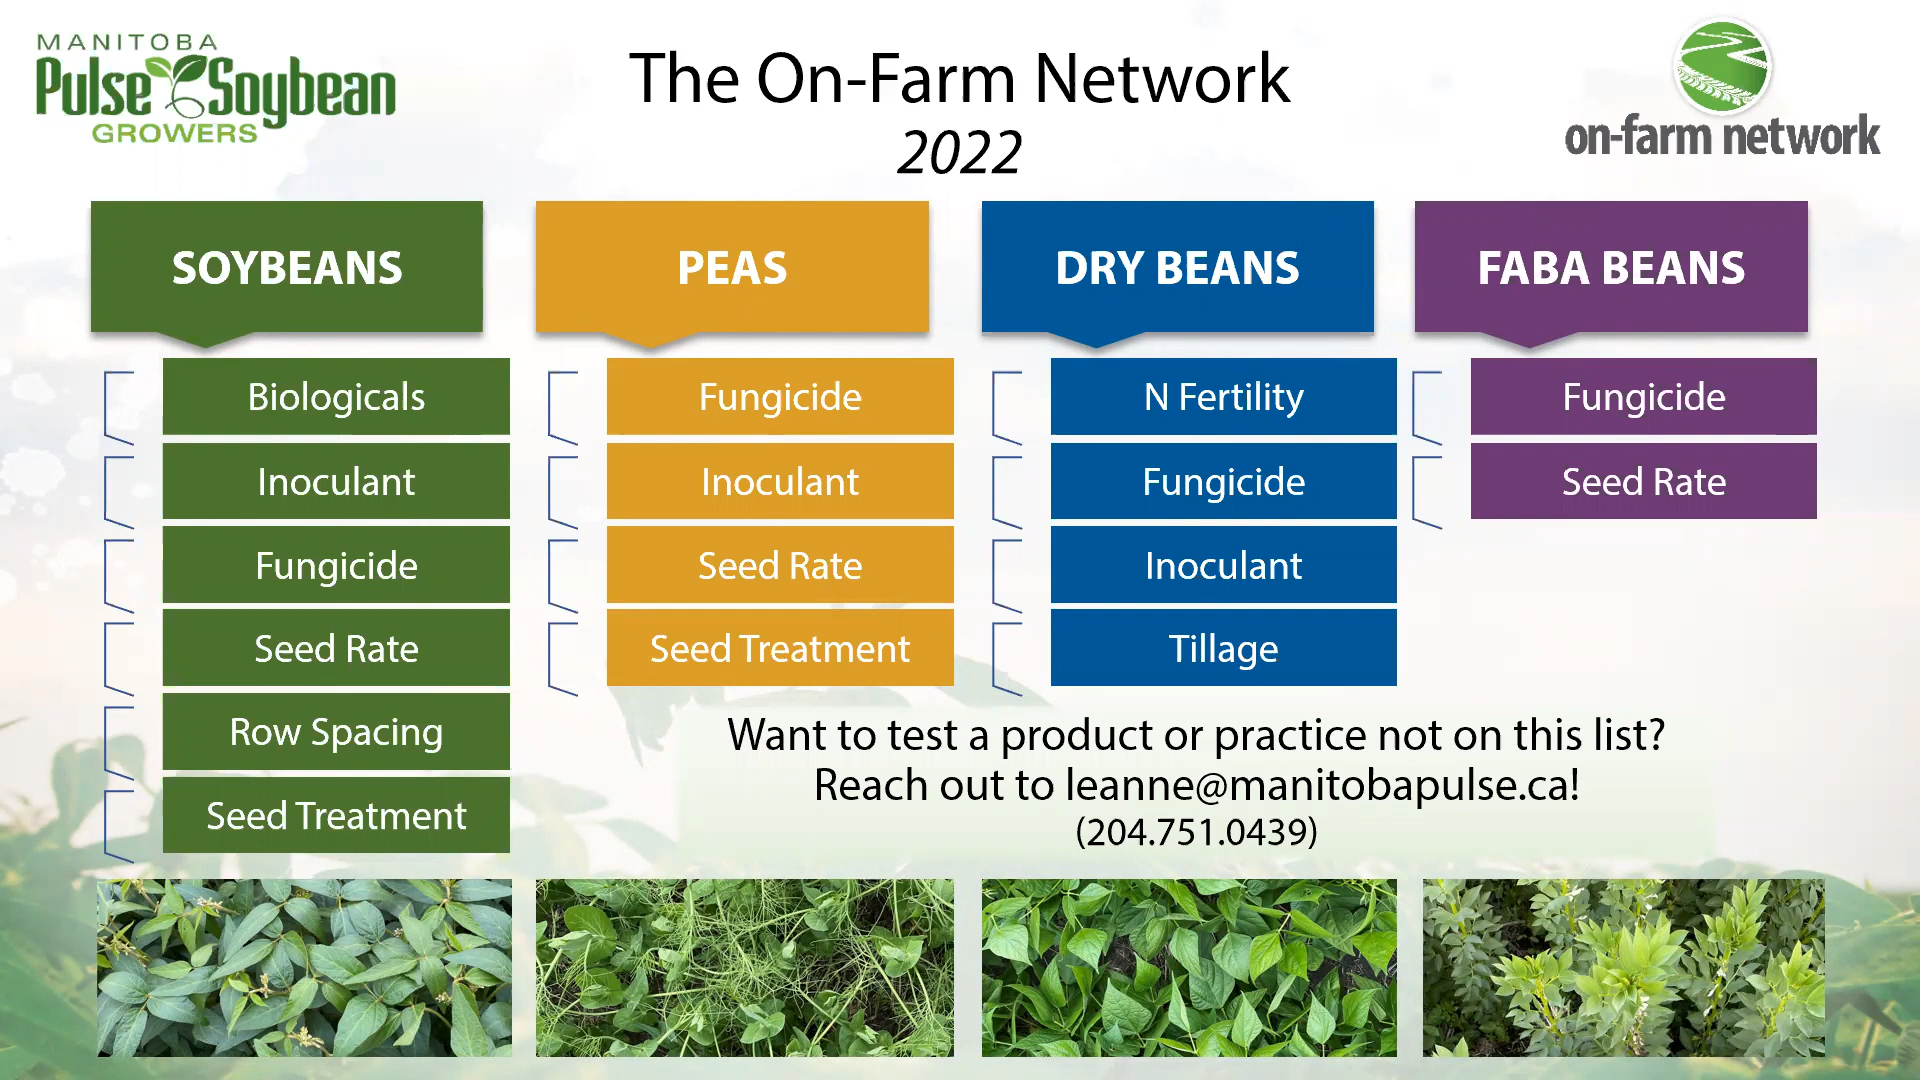 MANITOBA
Pulse Soybean
GROWERS
The On-Farm Network
2022
on-farm network
SOYBEANS
Biologicals
Inoculant
Fungicide
Seed Rate
Row Spacing
Seed Treatment
PEAS
Fungicide
Inoculant
Seed Rate
Seed Treatment
DRY BEANS
N Fertility
Fungicide
Inoculant
Tillage
FABA BEANS
Fungicide
Seed Rate
Want to test a product or practice not on this list?
Reach out to leanne@manitobapulse.ca!
(204.751.0439)